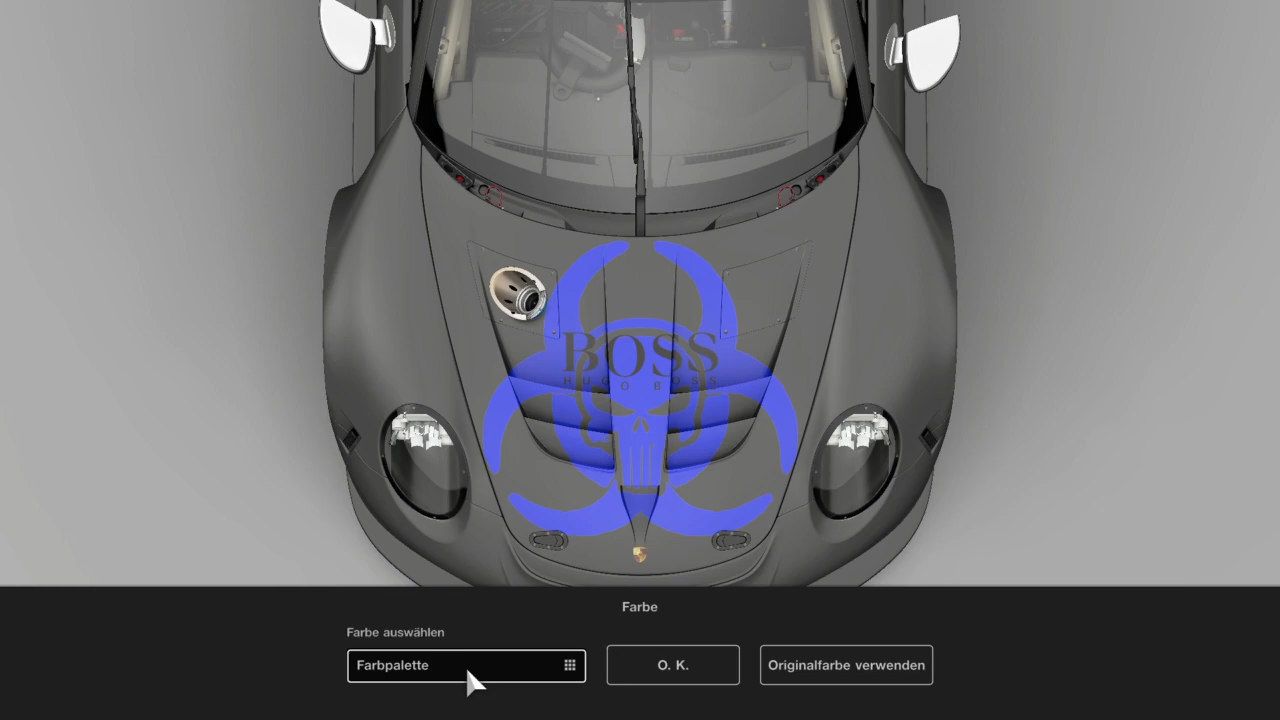 BOSS
HUGO BOSS
Farbe
Farbe auswählen
Farbpalette
O. K.
Originalfarbe verwenden